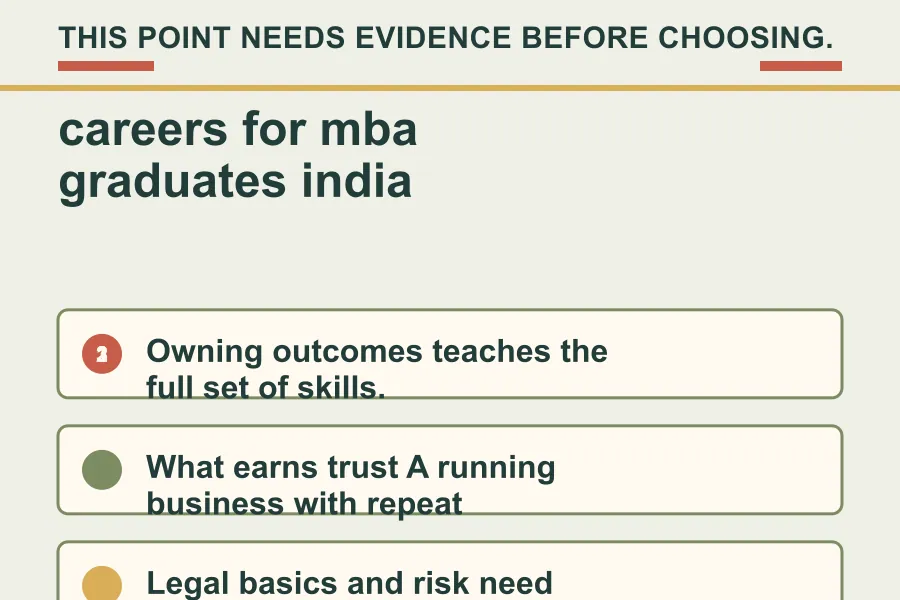 THIS POINT NEEDS EVIDENCE BEFORE CHOOSING.
careers for mba
graduates india
Owning outcomes teaches the
full set of skills.
What earns trust A running
business with repeat
Legal basics and risk need